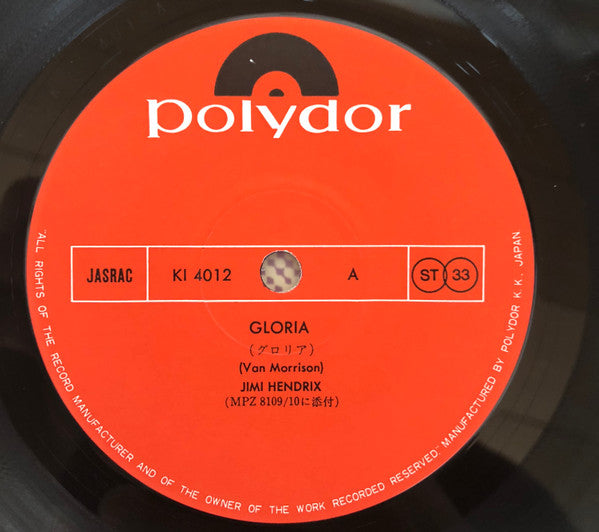 polydor
JASRAC KI 4012 A ST 33
GLORIA
(グロリア)
(Van Morrison)
JIMI HENDRIX
(MPZ 8109/10に添付)
"ALL RIGHTS OF THE RECORD MANUFACTURER AND OF THE OWNER OF THE WORK RECORDED RESERVED." MANUFACTURED BY POLYDOR K.K. JAPAN